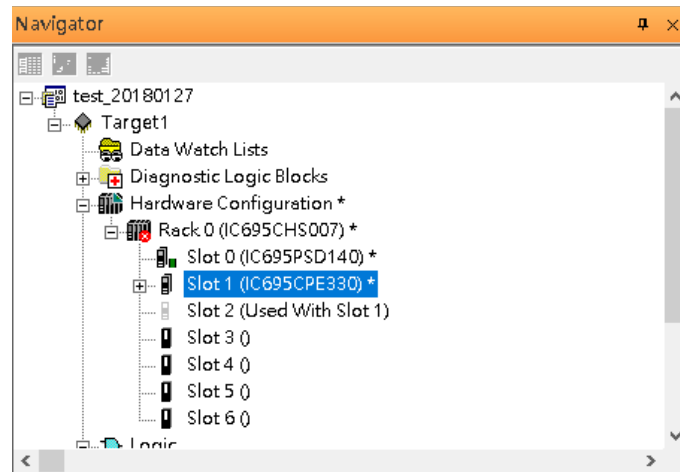 Navigator
test_20180127
Target1
Data Watch Lists
Diagnostic Logic Blocks
Hardware Configuration *
Rack 0 (IC695CHS007) *
Slot 0 (IC695PSD140) *
Slot 1 (IC695CPE330) *
Slot 2 (Used With Slot 1)
Slot 3 ()
Slot 4 ()
Slot 5 ()
Slot 6 ()
Logic